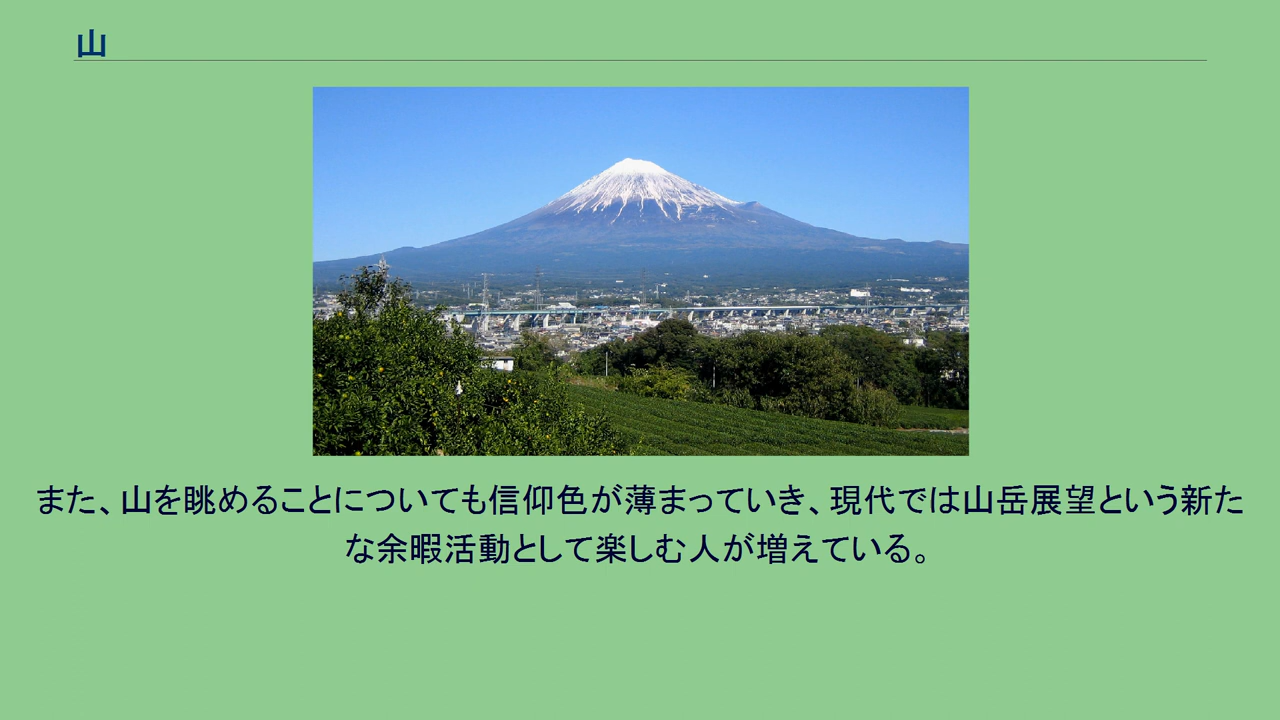 山
また、山を眺めることについても信仰色が薄まっていき、現代では山岳展望という新た
な余暇活動として楽しむ人が増えている。